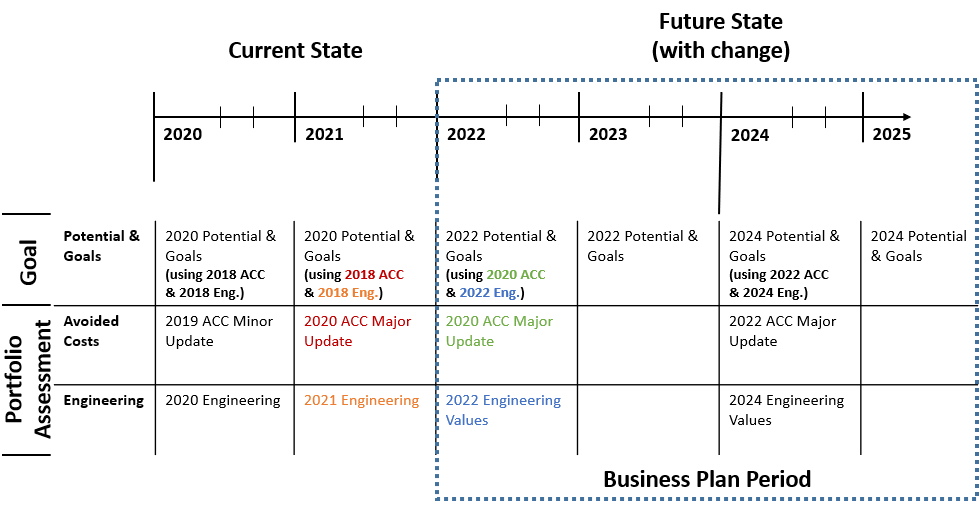 Future State
(with change)
Current State
2020
2021
2022
2023
2024
2025
Goal
Potential &
Goals
2020 Potential &
Goals
(using 2018 ACC
& 2018 Eng.)
2020 Potential &
Goals
(using 2018 ACC
& 2018 Eng.)
2022 Potential &
Goals
(using 2020 ACC
& 2022 Eng.)
2022 Potential &
Goals
2024 Potential &
Goals
(using 2022 ACC
& 2024 Eng.)
2024 Potential
& Goals
Portfolio
Assessment
Avoided
Costs
2019 ACC Minor
Update
2020 ACC Major
Update
2020 ACC Major
Update
2022 ACC Major
Update
Engineering
2020 Engineering
2021 Engineering
2022 Engineering
Values
2024 Engineering
Values
Business Plan Period